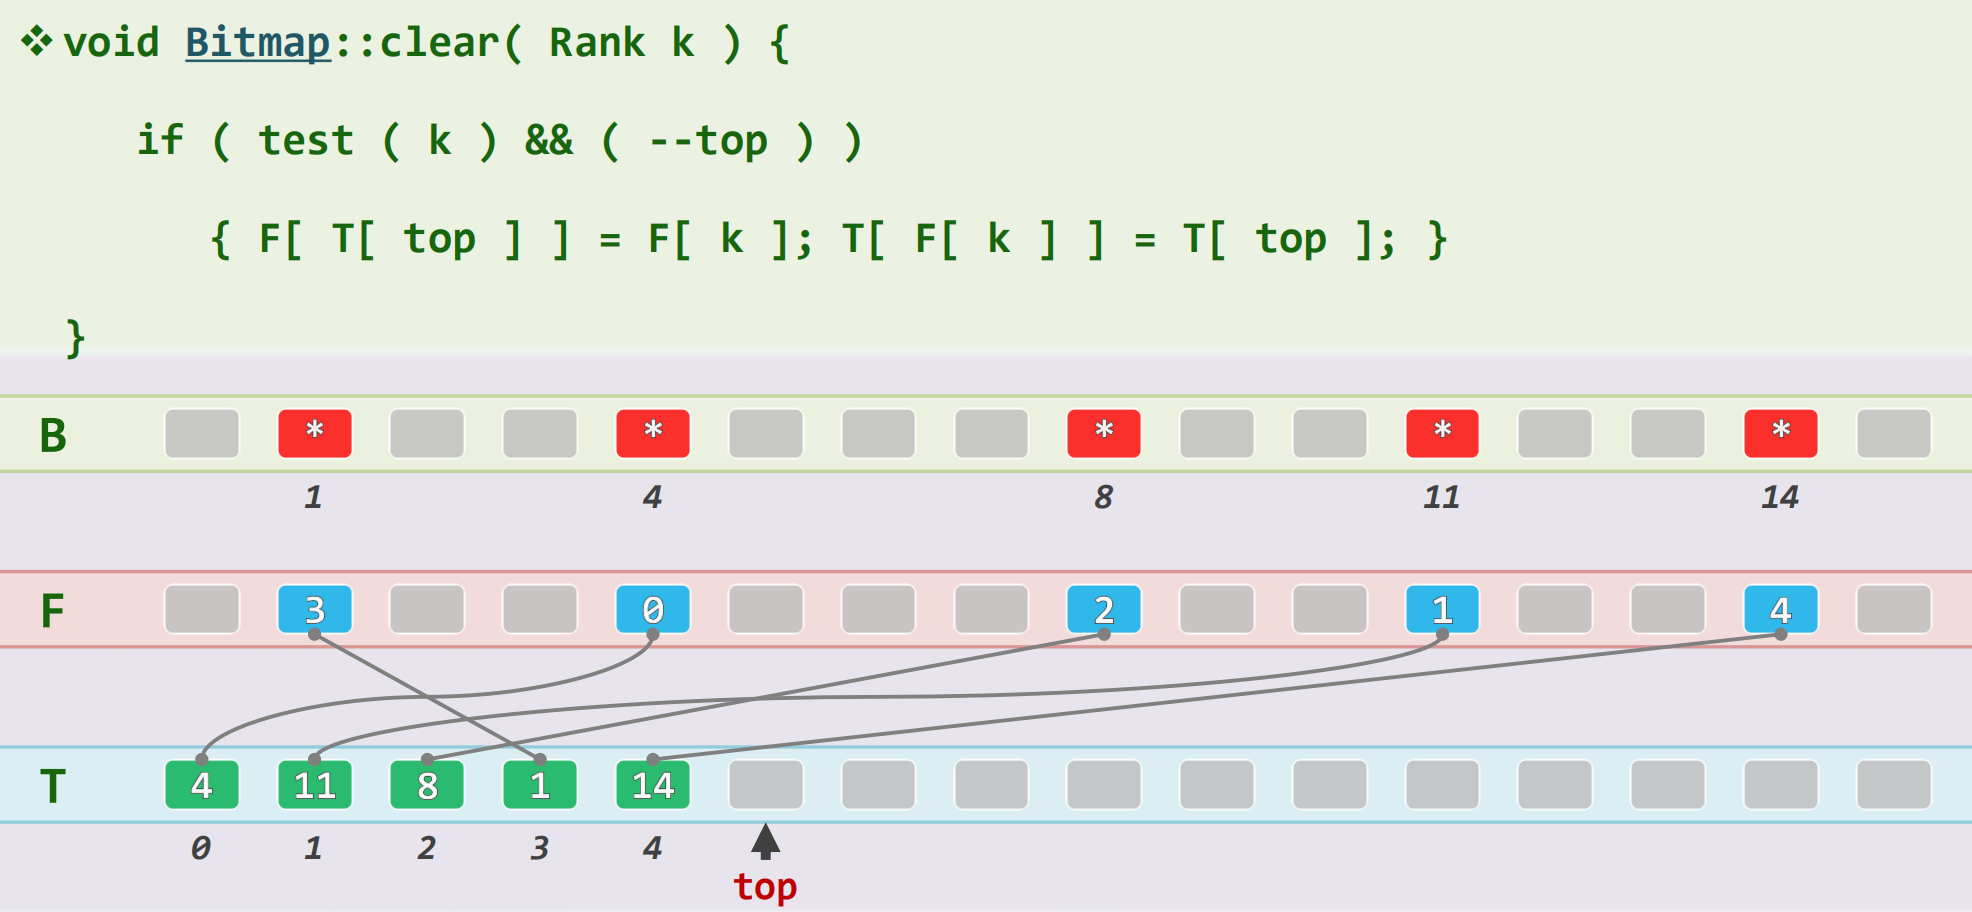 ❖ void Bitmap::clear( Rank k ) {
if ( test ( k ) && ( --top ) )
{ F[ T[ top ] ] = F[ k ]; T[ F[ k ] ] = T[ top ]; }
}
B * * * * *
1 4 8 11 14
F 3 0 2 1 4
T 4 11 8 1 14
0 1 2 3 4
top